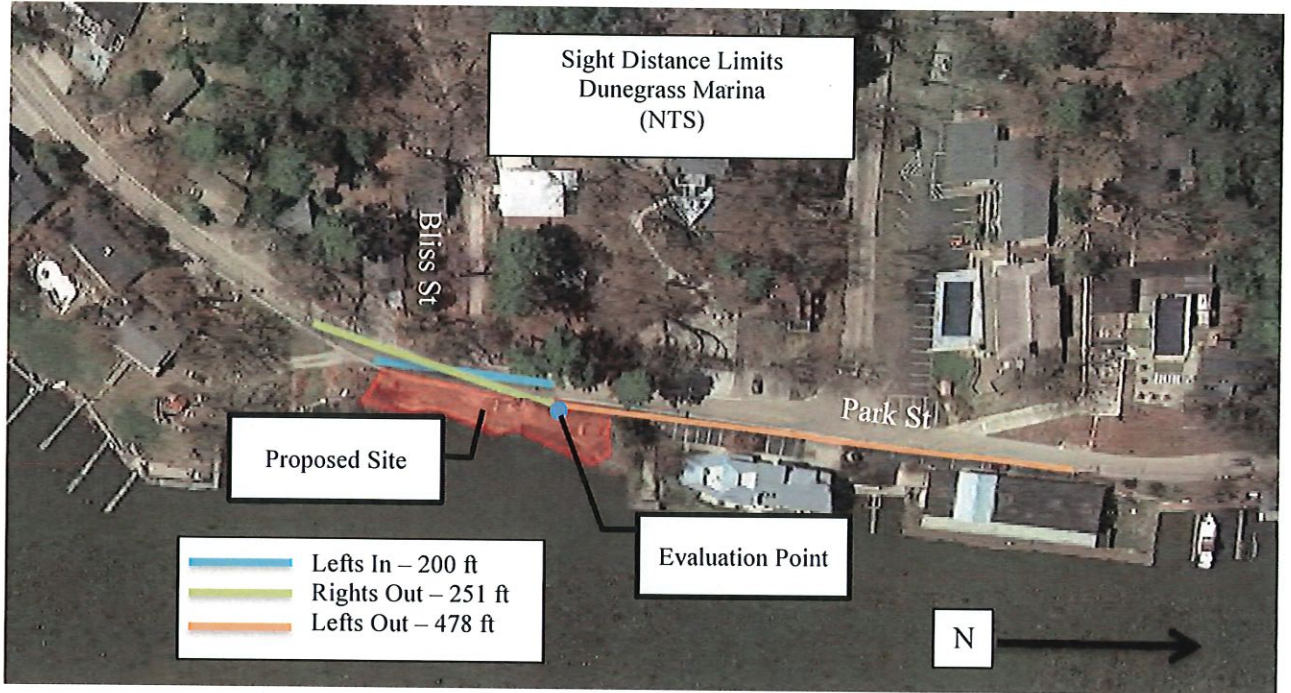 Sight Distance Limits
Dunegrass Marina
(NTS)
Bliss St
Park St
Proposed Site
Evaluation Point
Lefts In – 200 ft
Rights Out – 251 ft
Lefts Out – 478 ft
N